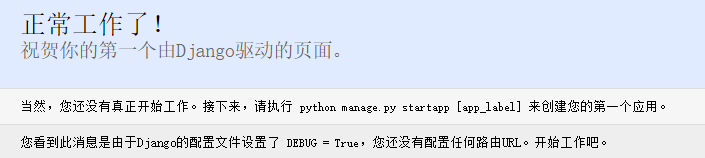 正常工作了！
祝贺你的第一个由Django驱动的页面。
当然，您还没有真正开始工作。接下来，请执行 python manage.py startapp [app_label] 来创建您的第一个应用。
您看到此消息是由于Django的配置文件设置了 DEBUG = True，您还没有配置任何路由URL。开始工作吧。